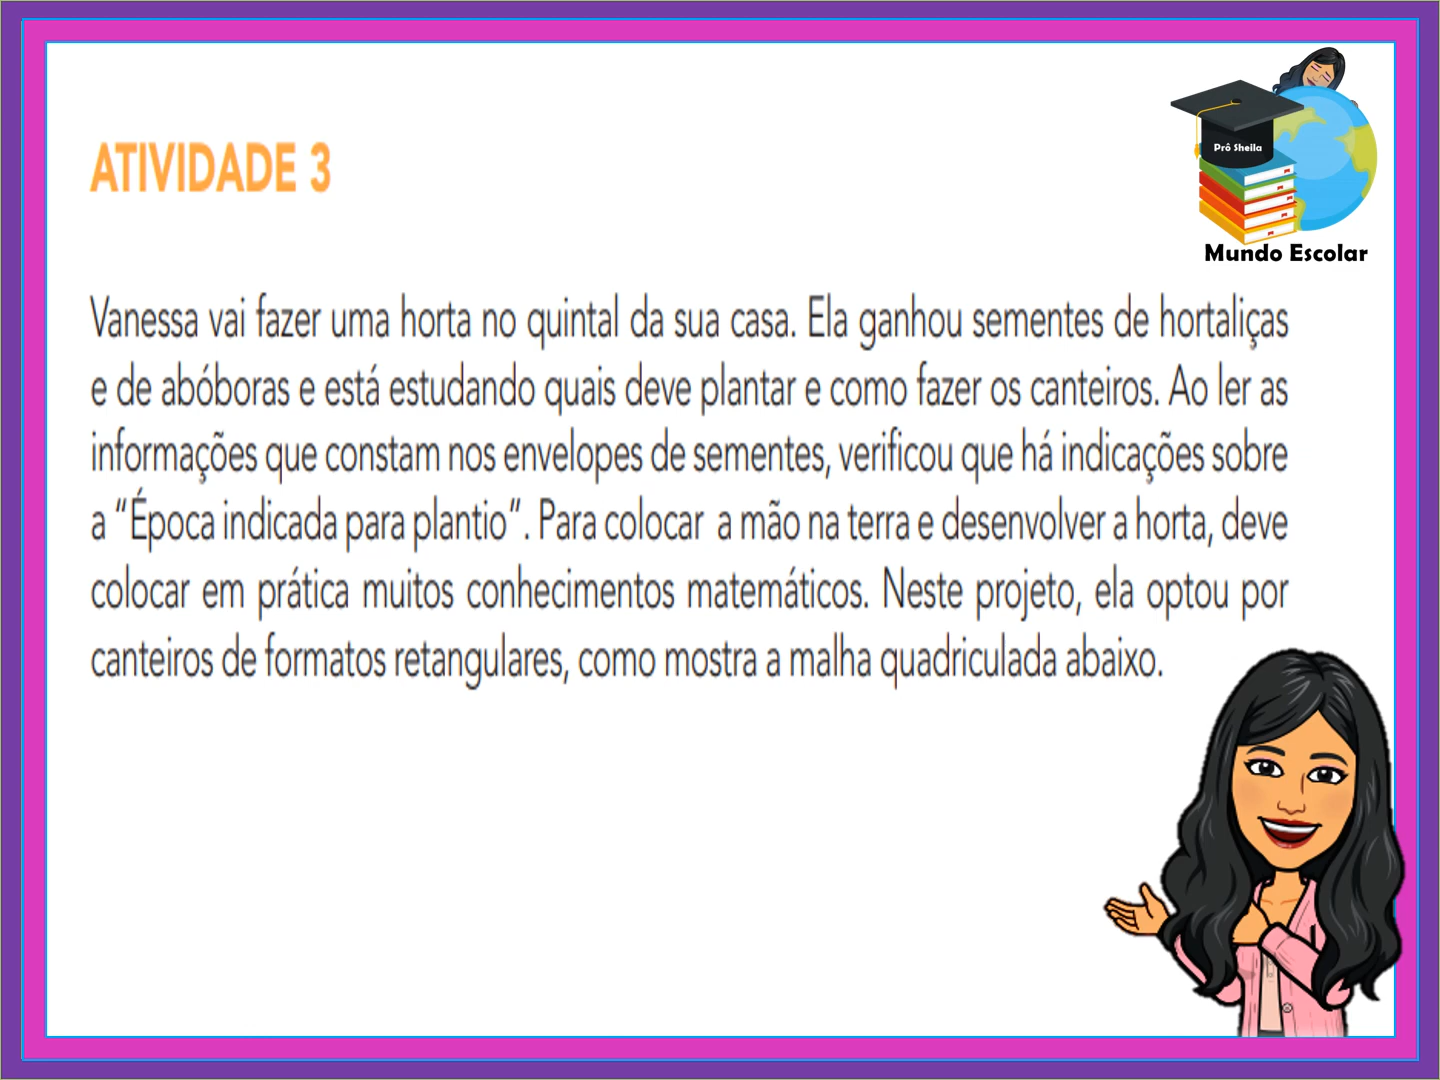 Prô Sheila
Mundo Escolar
ATIVIDADE 3
Vanessa vai fazer uma horta no quintal da sua casa. Ela ganhou sementes de hortaliças
e de abóboras e está estudando quais deve plantar e como fazer os canteiros. Ao ler as
informações que constam nos envelopes de sementes, verificou que há indicações sobre
a “Época indicada para plantio”. Para colocar a mão na terra e desenvolver a horta, deve
colocar em prática muitos conhecimentos matemáticos. Neste projeto, ela optou por
canteiros de formatos retangulares, como mostra a malha quadriculada abaixo.